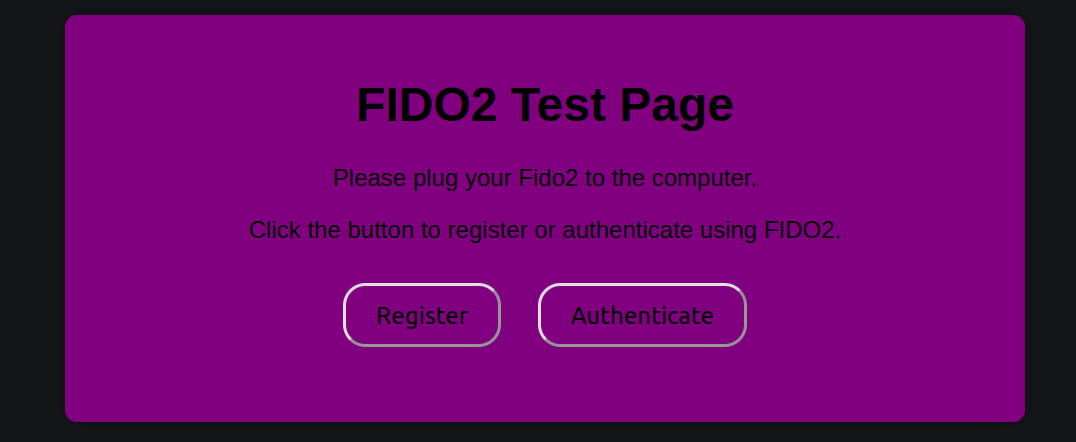 FIDO2 Test Page
Please plug your Fido2 to the computer.
Click the button to register or authenticate using FIDO2.
Register
Authenticate